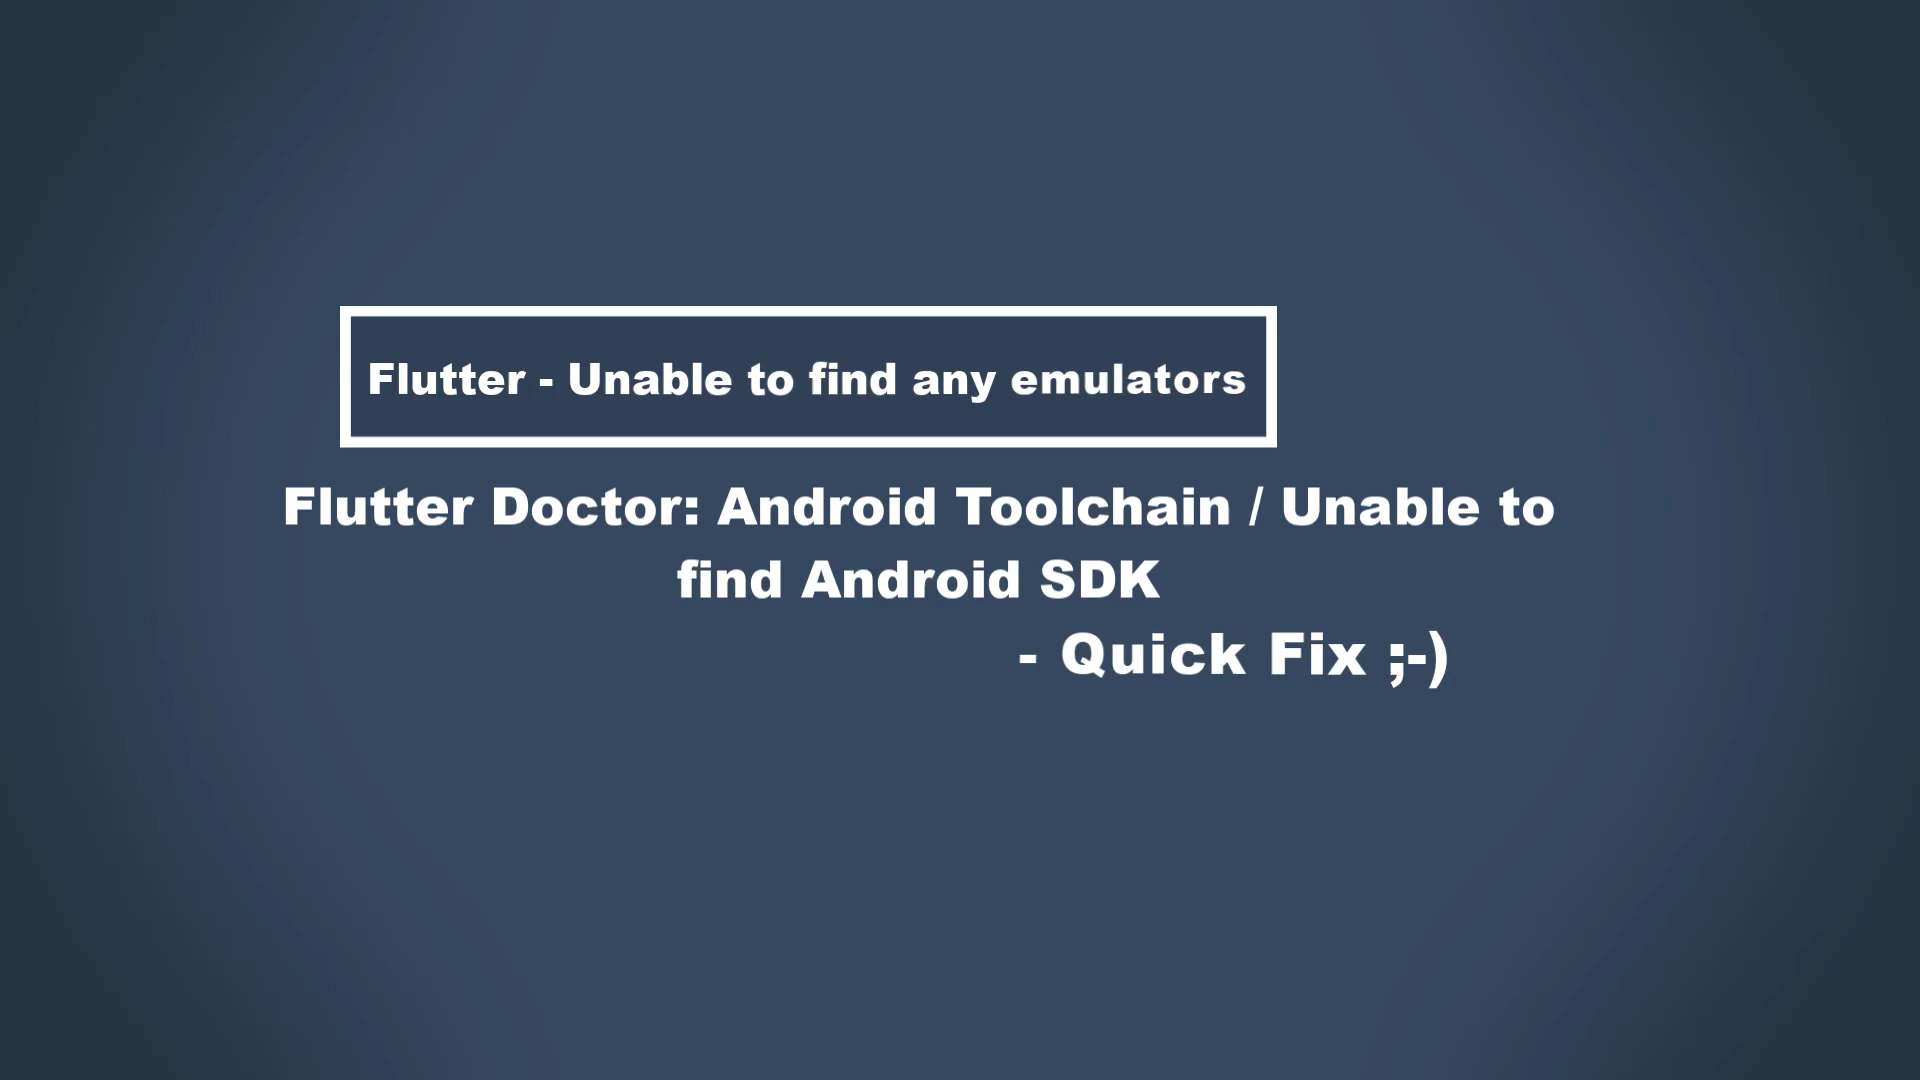 Flutter - Unable to find any emulators
Flutter Doctor: Android Toolchain / Unable to
find Android SDK
- Quick Fix ;-)